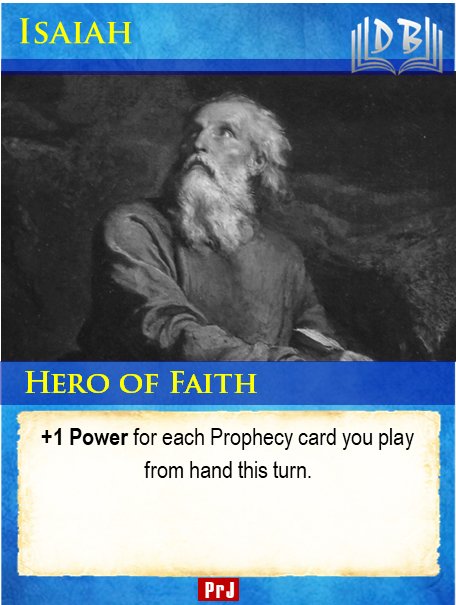 Isaiah
DB
Hero of Faith
+1 Power for each Prophecy card you play
from hand this turn.
PrJ